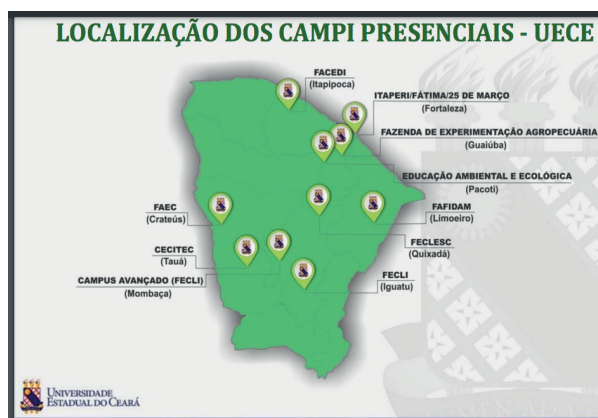 LOCALIZAÇÃO DOS CAMPI PRESENCIAIS - UECE
FACEDI
(Itapipoca)
ITAPERI/FÁTIMA/25 DE MARÇO
(Fortaleza)
FAZENDA DE EXPERIMENTAÇÃO AGROPECUÁRIA
(Guaiúba)
EDUCAÇÃO AMBIENTAL E ECOLÓGICA
(Pacoti)
FAEC
(Crateús)
FAFIDAM
(Limoeiro)
CECITEC
(Tauá)
FECLESC
(Quixadá)
CAMPUS AVANÇADO (FECLI)
(Mombaça)
FECLI
(Iguatu)
UNIVERSIDADE
ESTADUAL DO CEARÁ